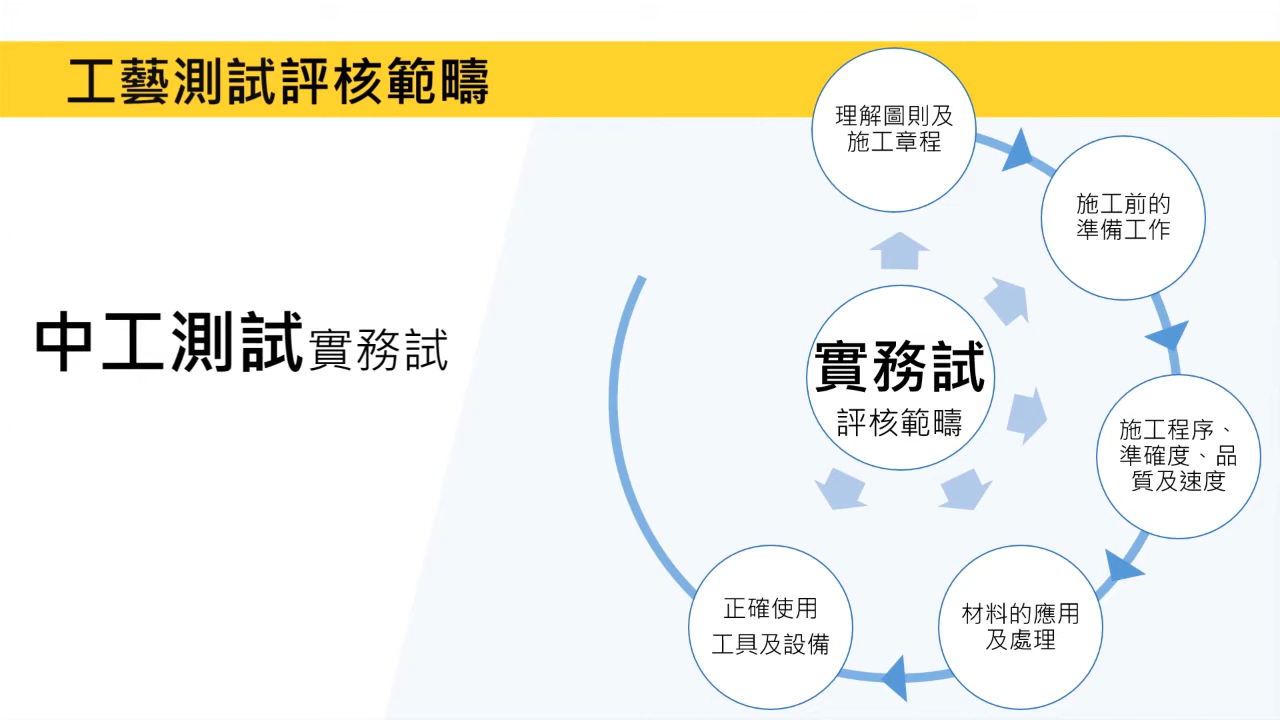 工藝測試評核範疇
中工測試實務試
實務試
評核範疇
理解圖則及
施工章程
施工前的
準備工作
施工程序、
準確度、品
質及速度
材料的應用
及處理
正確使用
工具及設備